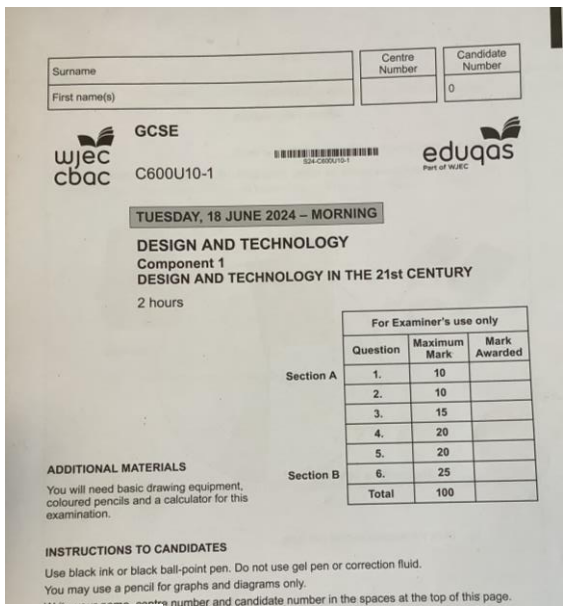 Surname
First name(s)
Centre
Number
Candidate
Number
0
wjec
cbac
GCSE
C600U10-1
S24-C600U10-1
eduqas
Part of WJEC
TUESDAY, 18 JUNE 2024 – MORNING
DESIGN AND TECHNOLOGY
Component 1
DESIGN AND TECHNOLOGY IN THE 21st CENTURY
2 hours
For Examiner's use only
Question Maximum Mark Mark Awarded
Section A 1. 10
2. 10
3. 15
4. 20
5. 20
Section B 6. 25
Total 100
ADDITIONAL MATERIALS
You will need basic drawing equipment,
coloured pencils and a calculator for this
examination.
INSTRUCTIONS TO CANDIDATES
Use black ink or black ball-point pen. Do not use gel pen or correction fluid.
You may use a pencil for graphs and diagrams only.
number and candidate number in the spaces at the top of this page.